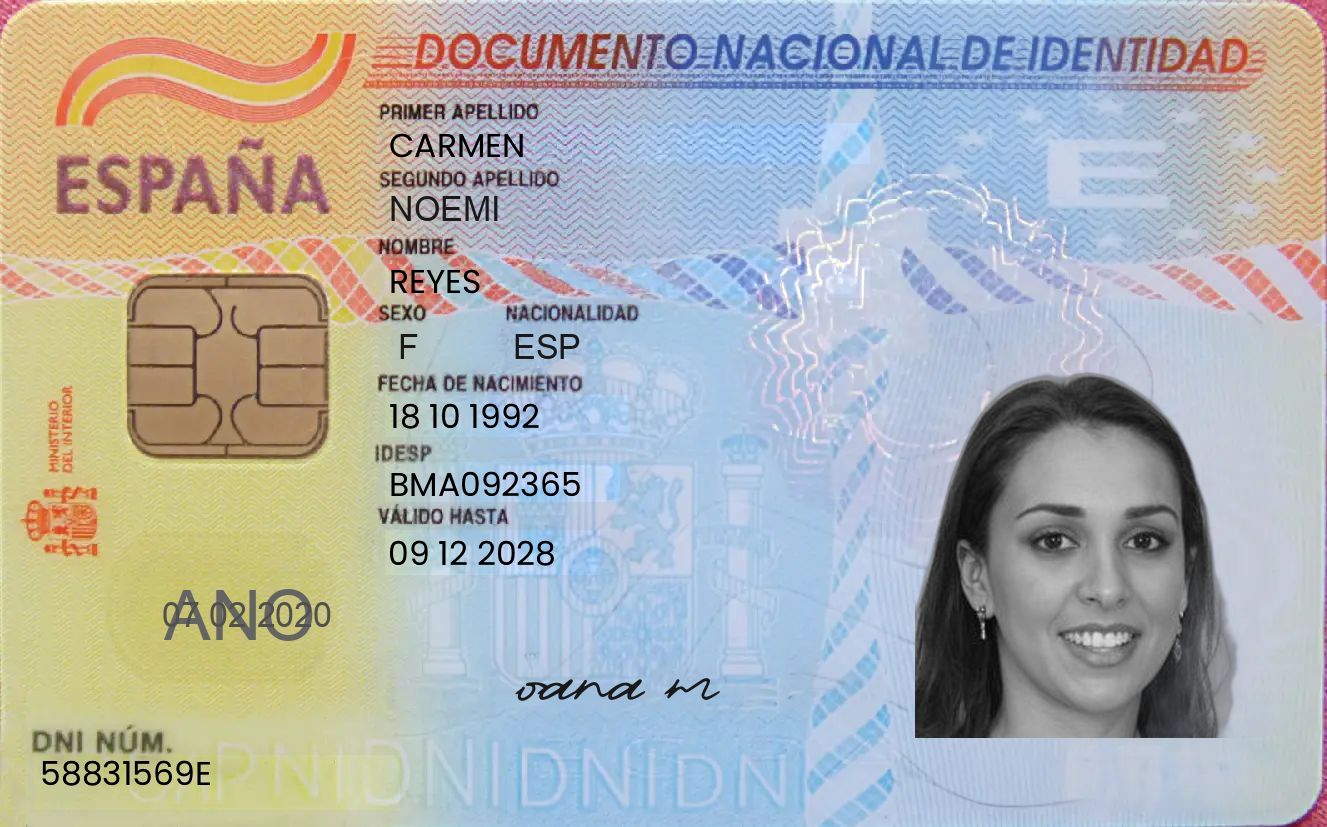 DOCUMENTO NACIONAL DE IDENTIDAD
ESPAÑA
PRIMER APELLIDO
CARMEN
SEGUNDO APELLIDO
NOEMI
NOMBRE
REYES
SEXO NACIONALIDAD
F ESP
FECHA DE NACIMIENTO
18 10 1992
IDESP
BMA092365
VÁLIDO HASTA
09 12 2028
MINISTERIO
DEL INTERIOR
E
ANO
07 02 2020
oana m
DNI NÚM.
58831569E
DNIDNIDNIDN